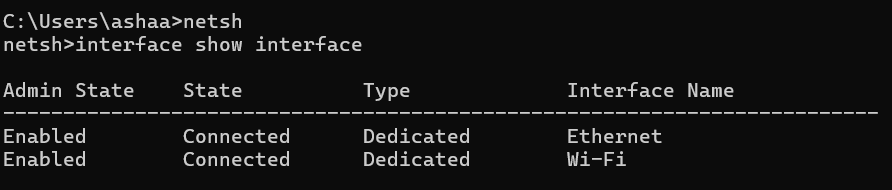 C:\Users\ashaa>netsh
netsh>interface show interface
Admin State    State          Type             Interface Name
-------------------------------------------------------------------------
Enabled        Connected      Dedicated        Ethernet
Enabled        Connected      Dedicated        Wi-Fi